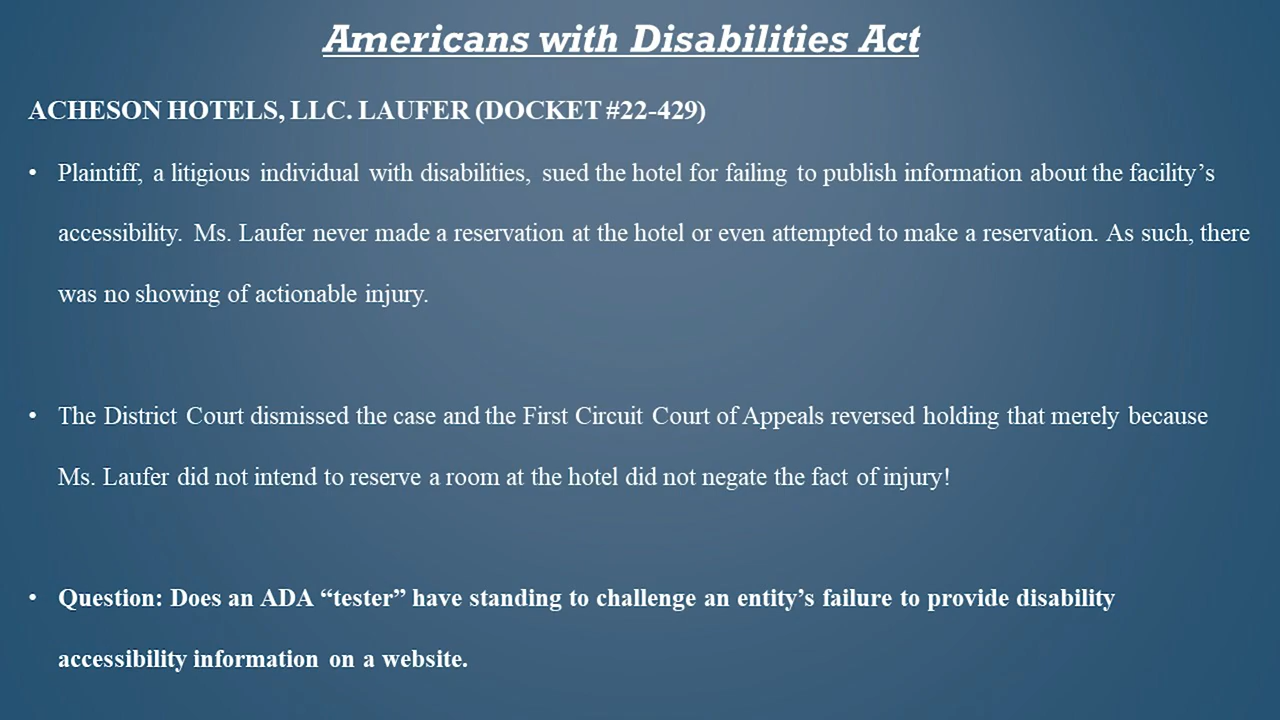 Americans with Disabilities Act
ACHESON HOTELS, LLC. LAUFER (DOCKET #22-429)
• Plaintiff, a litigious individual with disabilities, sued the hotel for failing to publish information about the facility’s
accessibility. Ms. Laufer never made a reservation at the hotel or even attempted to make a reservation. As such, there
was no showing of actionable injury.
• The District Court dismissed the case and the First Circuit Court of Appeals reversed holding that merely because
Ms. Laufer did not intend to reserve a room at the hotel did not negate the fact of injury!
• Question: Does an ADA “tester” have standing to challenge an entity’s failure to provide disability
accessibility information on a website.